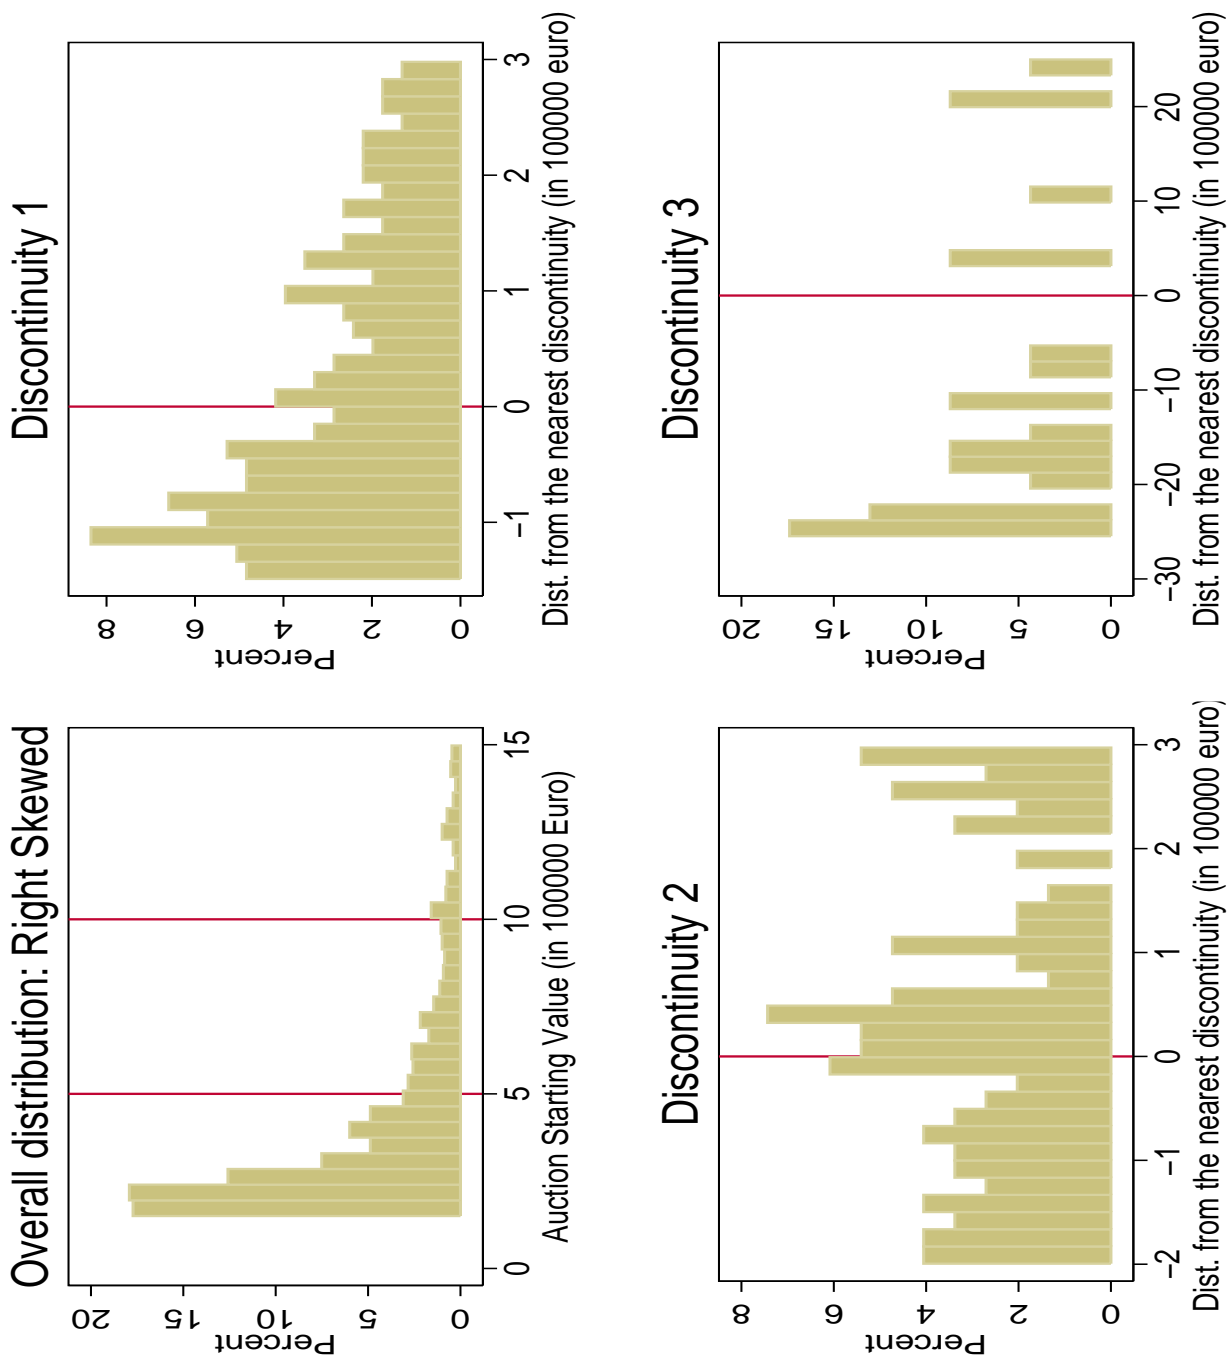 Overall distribution: Right Skewed
Percent
20
15
10
5
0
0 5 10 15
Auction Starting Value (in 100000 Euro)
Discontinuity 1
Percent
8
6
4
2
0
−1 0 1 2 3
Dist. from the nearest discontinuity (in 100000 euro)
Discontinuity 2
Percent
8
6
4
2
0
−2 −1 0 1 2 3
Dist. from the nearest discontinuity (in 100000 euro)
Discontinuity 3
Percent
20
15
10
5
0
−30 −20 −10 0 10 20
Dist. from the nearest discontinuity (in 100000 euro)